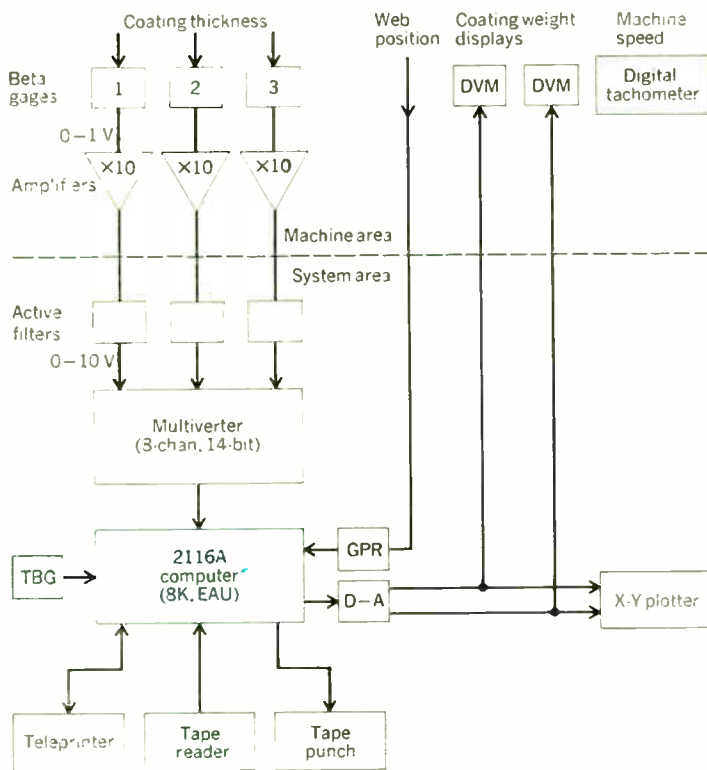 Coating thickness
Web position
Coating weight displays
Machine speed
Beta gages
1
2
3
DVM
DVM
Digital tachometer
0-1 V
×10
×10
×10
Amplifiers
Machine area
System area
Active filters
0-10 V
Multiverter
(3-chan, 14-bit)
2116A
computer
(8K, EAU)
TBG
GPR
D-A
X-Y plotter
Teleprinter
Tape reader
Tape punch